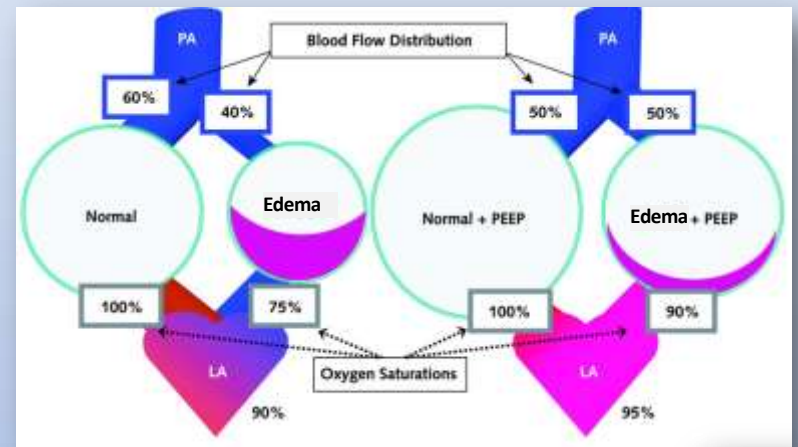 PA
Blood Flow Distribution
PA
60%
40%
50%
50%
Normal
Edema
Normal + PEEP
Edema + PEEP
100%
75%
100%
90%
LA
Oxygen Saturations
LA
90%
95%